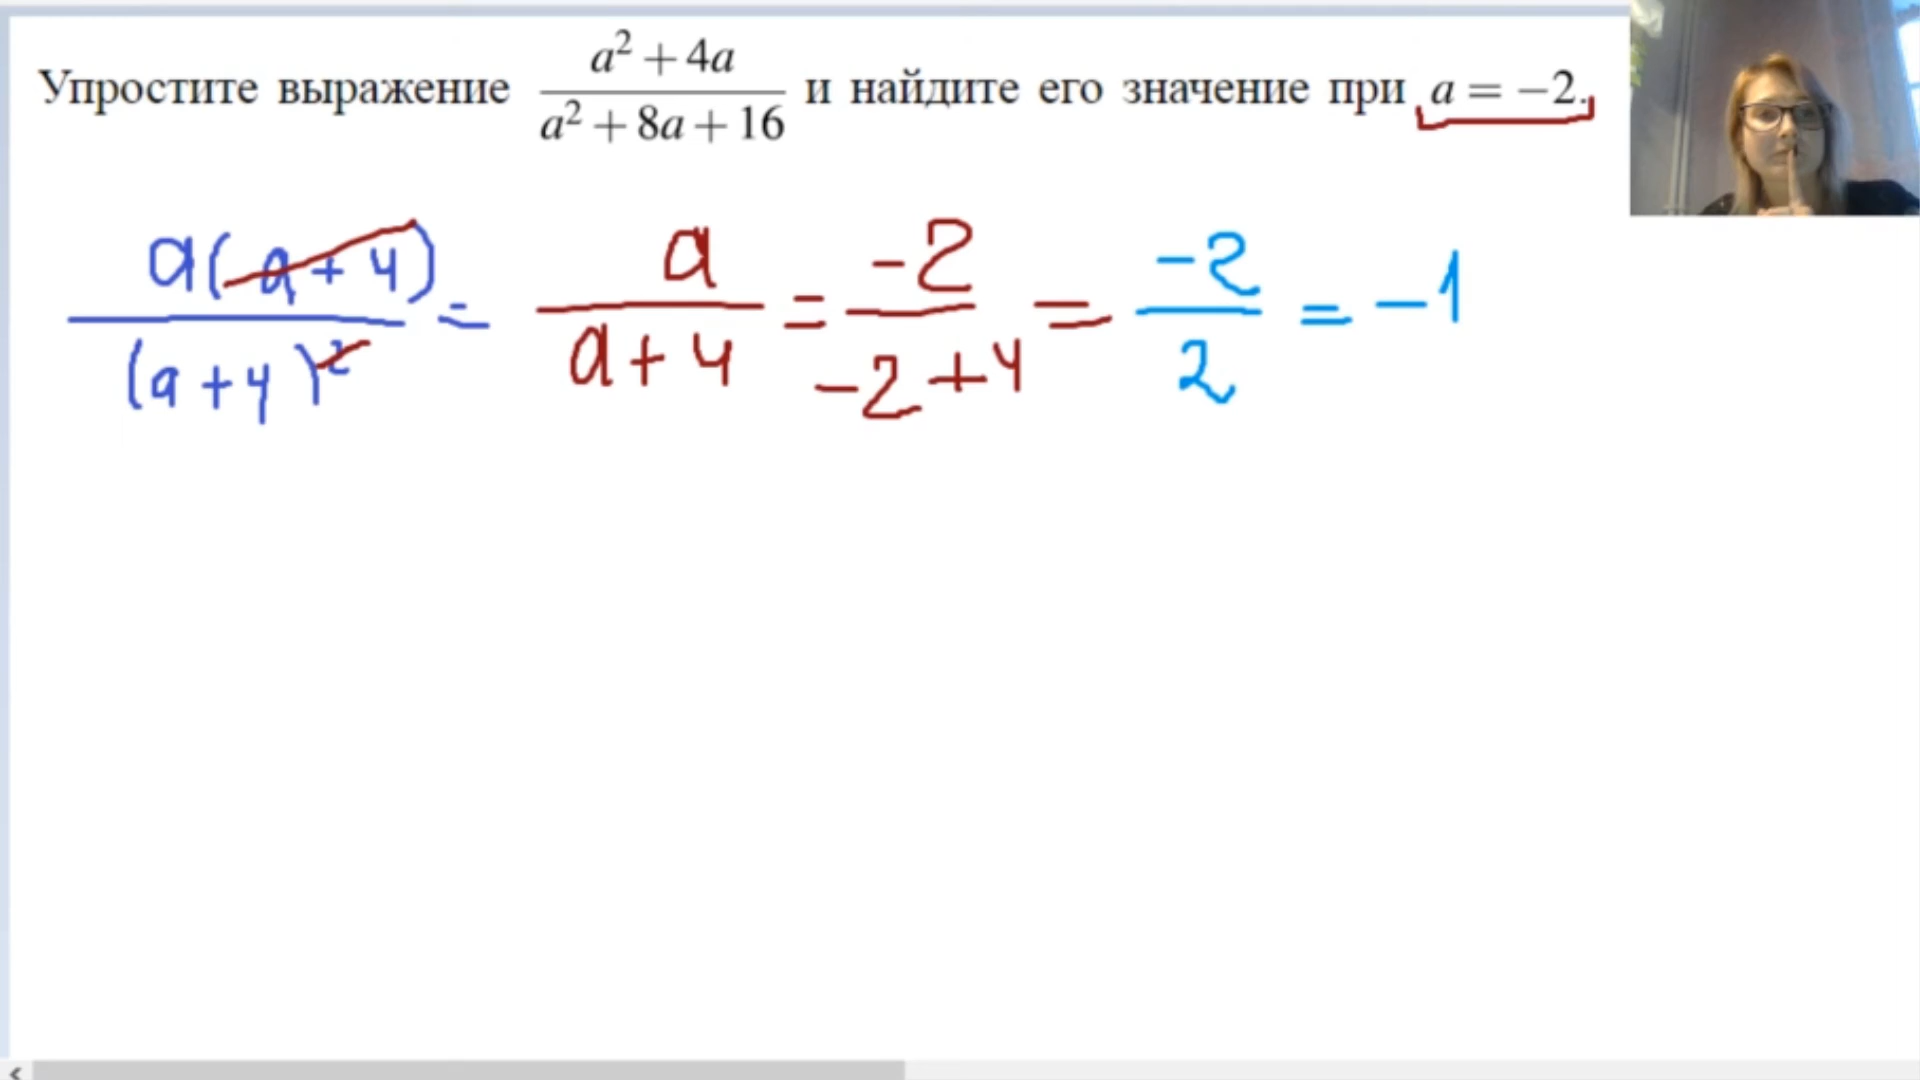 Упростите выражение (a² + 4a)/(a² + 8a + 16) и найдите его значение при a = −2.
a(a+4)/(a+4)² = a/(a+4) = -2/(-2+4) = -2/2 = -1